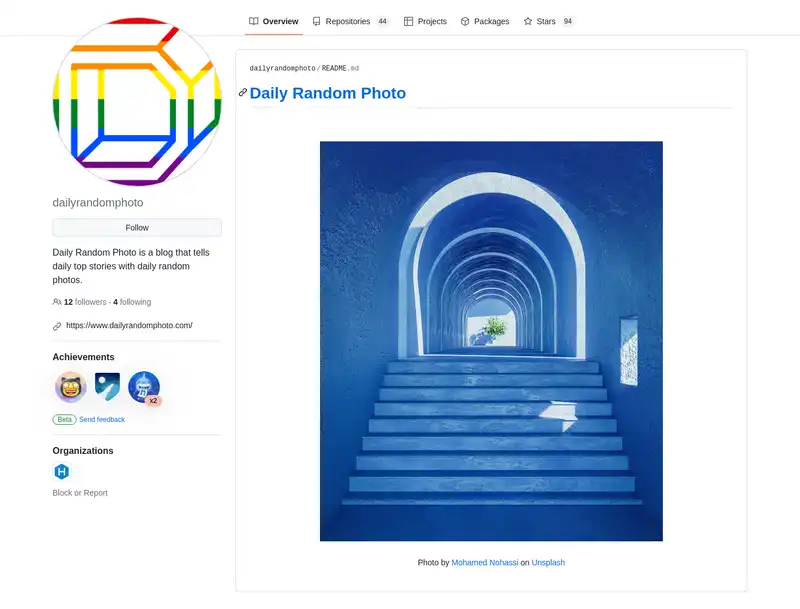 Overview
Repositories 44
Projects
Packages
Stars 94
dailyrandomphoto
Follow
Daily Random Photo is a blog that tells
daily top stories with daily random
photos.
12 followers · 4 following
https://www.dailyrandomphoto.com/
Achievements
x2
Beta Send feedback
Organizations
H
Block or Report
dailyrandomphoto/README.md
Daily Random Photo
Photo by Mohamed Nohassi on Unsplash